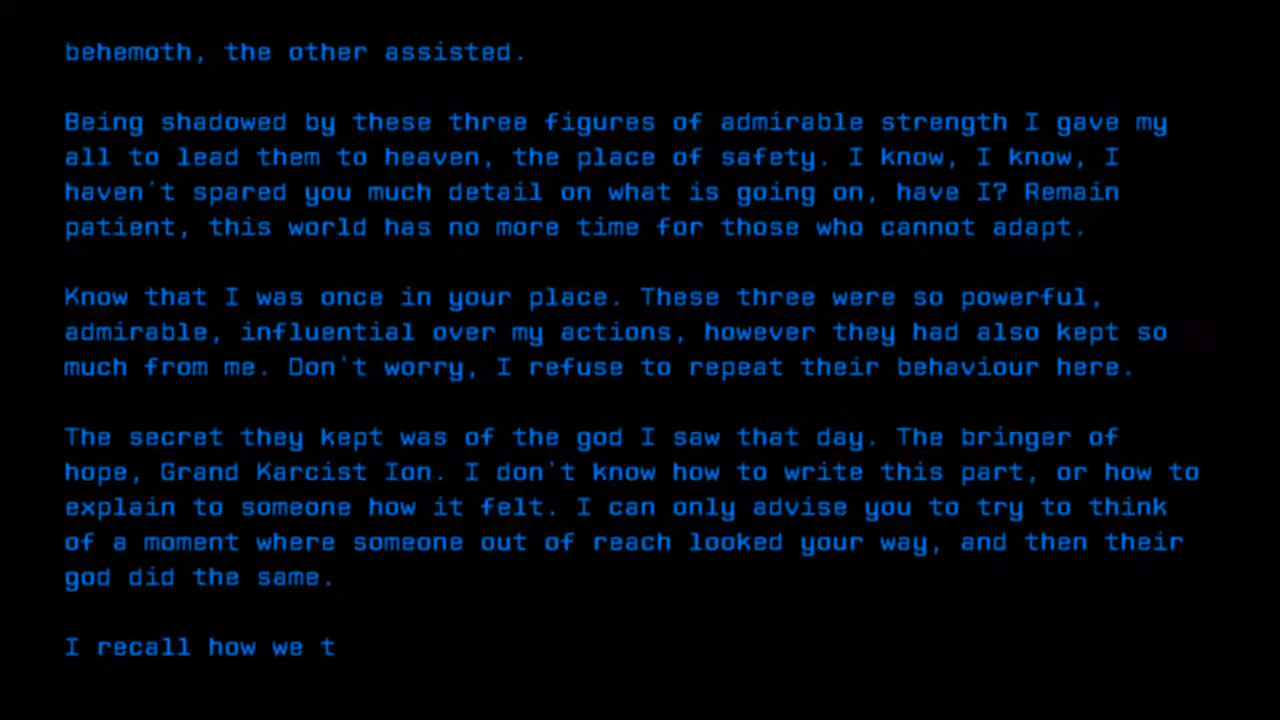 behemoth, the other assisted.
Being shadowed by these three figures of admirable strength I gave my
all to lead them to heaven, the place of safety. I know, I know, I
haven't spared you much detail on what is going on, have I? Remain
patient, this world has no more time for those who cannot adapt.
Know that I was once in your place. These three were so powerful,
admirable, influential over my actions, however they had also kept so
much from me. Don't worry, I refuse to repeat their behaviour here.
The secret they kept was of the god I saw that day. The bringer of
hope, Grand Karcist Ion. I don't know how to write this part, or how to
explain to someone how it felt. I can only advise you to try to think
of a moment where someone out of reach looked your way, and then their
god did the same.
I recall how we t